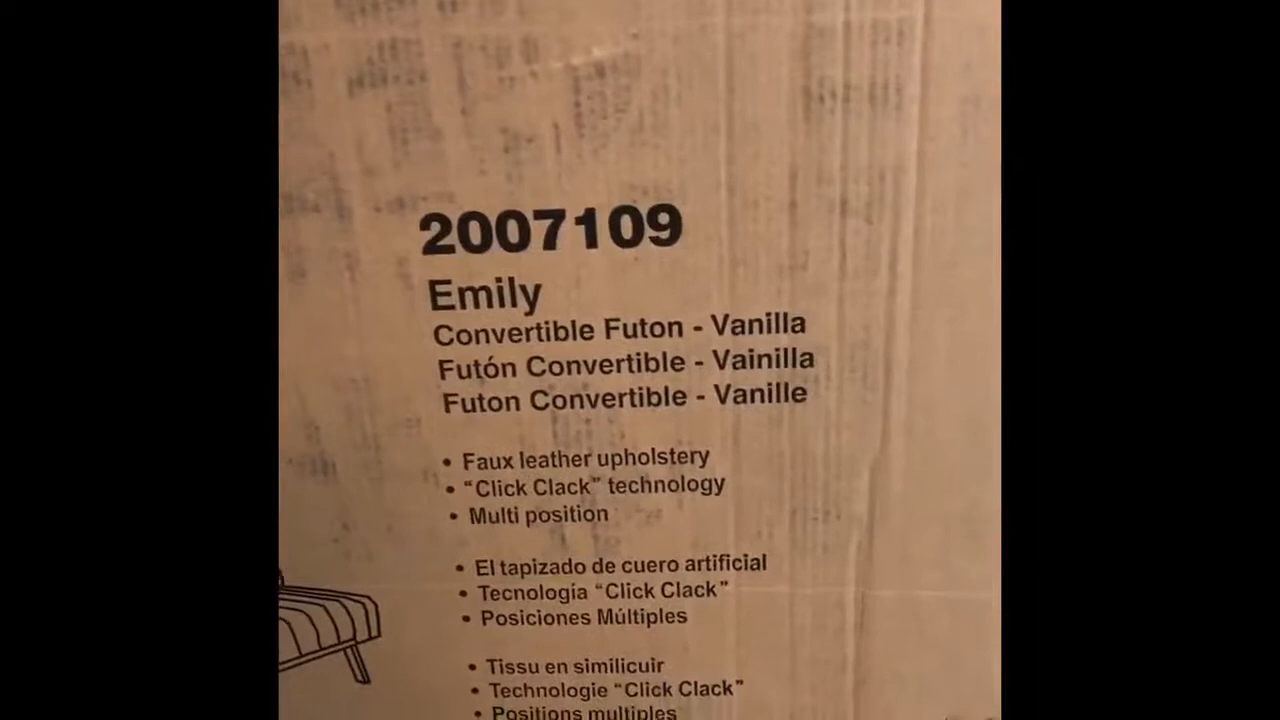 2007109
Emily
Convertible Futon - Vanilla
Futón Convertible - Vainilla
Futon Convertible - Vanille
• Faux leather upholstery
• “Click Clack” technology
• Multi position
• El tapizado de cuero artificial
• Tecnología “Click Clack”
• Posiciones Múltiples
• Tissu en similicuir
• Technologie “Click Clack”
• Positions multiples